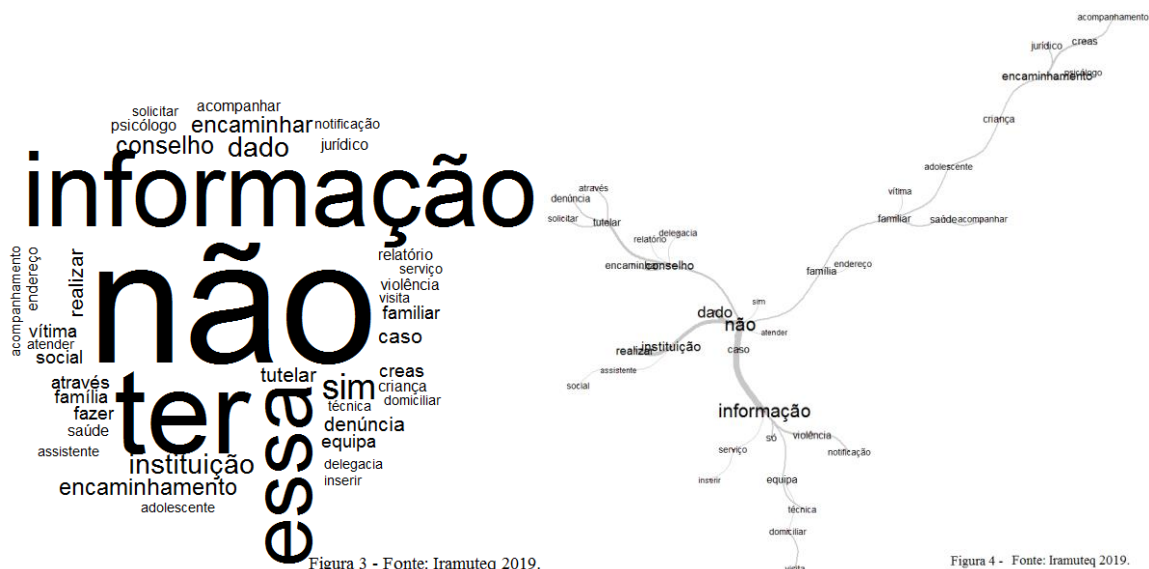 solicitar acompanhar
psicólogo encaminhar notificação
conselho dado jurídico
informação
acompanhamento
endereço
realizar
não
relatório
serviço
violência
visita
familiar
caso
vítima
atender
social
através
família
fazer
saúde
assistente
ter
tutelar
essa
sim
creas
criança
domiciliar
técnica
denúncia
equipa
delegacia
inserir
instituição
encaminhamento
adolescente
Figura 3 - Fonte: Iramuteq 2019.
acompanhamento
creas
jurídico
encaminhamento
psicólogo
criança
adolescente
vítima
familiar
saúde
acompanhar
família
endereço
através
denúncia
solicitar
tutelar
delegacia
relatório
encaminhar
conselho
sim
dado
não
atender
caso
instituição
realizar
assistente
social
informação
só
violência
notificação
serviço
inserir
equipa
técnica
domiciliar
visita
Figura 4 - Fonte: Iramuteq 2019.